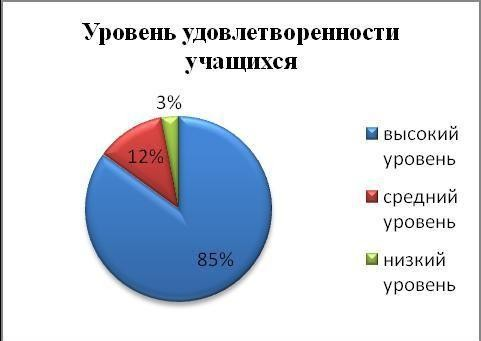 Уровень удовлетворенности
учащихся
3%
12%
85%
высокий
уровень
средний
уровень
низкий
уровень